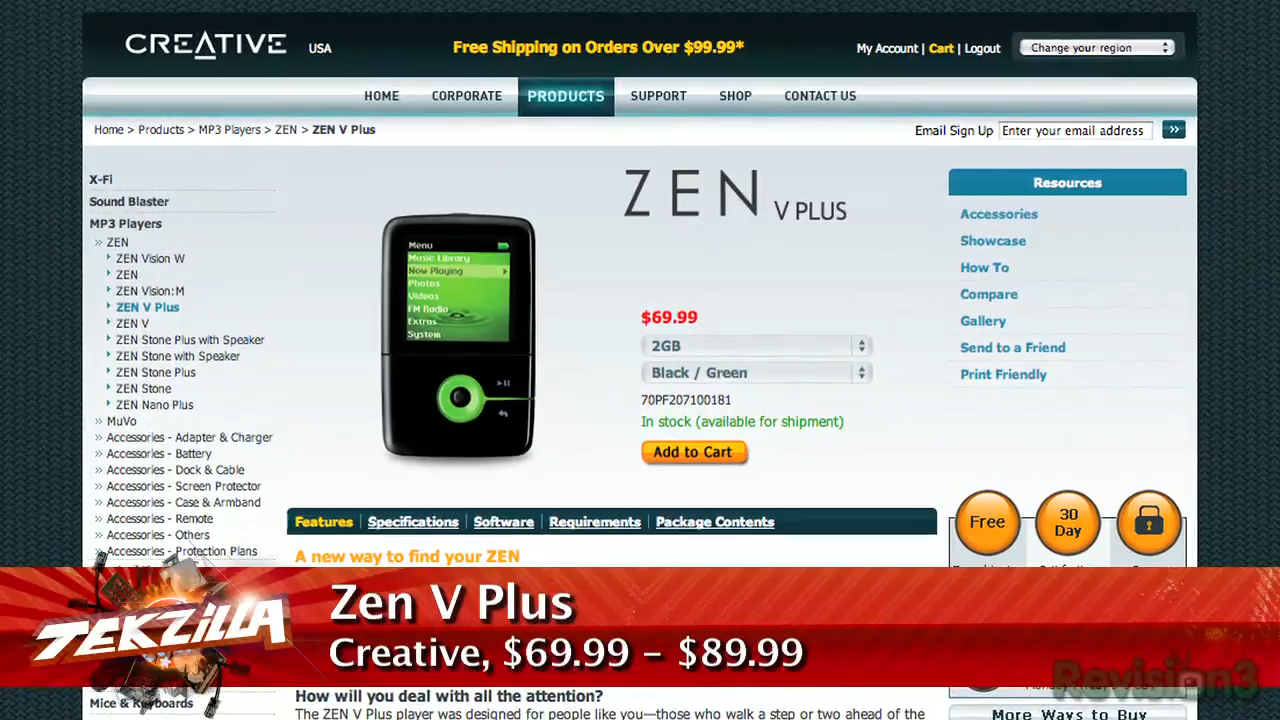 CREATIVE USA
Free Shipping on Orders Over $99.99*
My Account | Cart | Logout
Change your region
HOME CORPORATE PRODUCTS SUPPORT SHOP CONTACT US
Home > Products > MP3 Players > ZEN > ZEN V Plus
Email Sign Up Enter your email address »
X-Fi
Sound Blaster
MP3 Players
» ZEN
ZEN Vision W
ZEN
ZEN Vision:M
ZEN V Plus
ZEN V
ZEN Stone Plus with Speaker
ZEN Stone with Speaker
ZEN Stone Plus
ZEN Stone
ZEN Nano Plus
» MuVo
» Accessories - Adapter & Charger
» Accessories - Battery
» Accessories - Dock & Cable
» Accessories - Screen Protector
» Accessories - Case & Armband
» Accessories - Remote
» Accessories - Others
» Accessories - Protection Plans
Mice & Keyboards
Menu
Music Library
Now Playing
Photos
Videos
FM Radio
Extras
System
ZEN V PLUS
$69.99
2GB
Black / Green
70PF207100181
In stock (available for shipment)
Add to Cart
Resources
Accessories
Showcase
How To
Compare
Gallery
Send to a Friend
Print Friendly
Free
30
Day
Features | Specifications | Software | Requirements | Package Contents
A new way to find your ZEN
TEKZILLA
Zen V Plus
Creative, $69.99 – $89.99
Revision3
How will you deal with all the attention?
The ZEN V Plus player was designed for people like you—those who walk a step or two ahead of the
More Ways to Buy